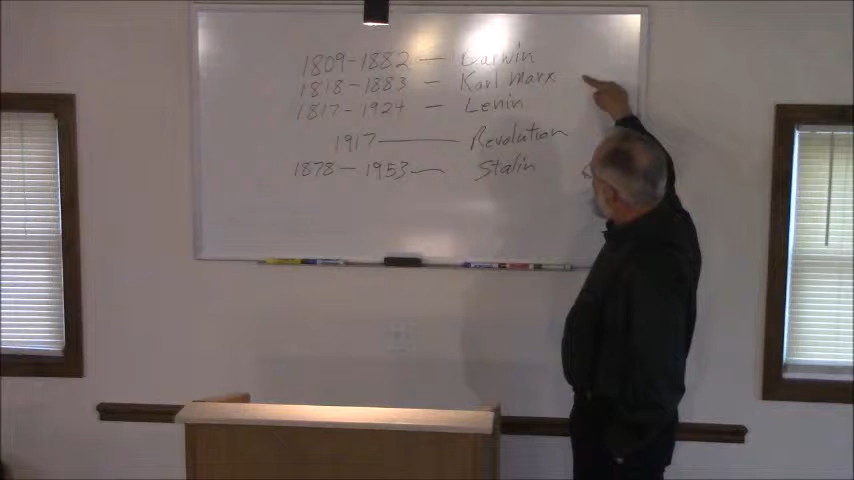 1809-1882 — Darwin
1818-1883 — Karl Marx
1817-1924 — Lenin
1917 — Revolution
1878-1953 — Stalin